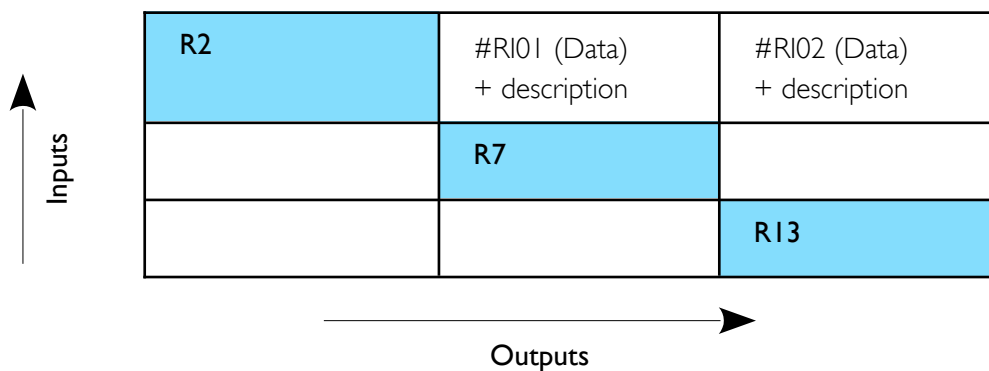 R2
#RI01 (Data)
+ description
#RI02 (Data)
+ description
Inputs
R7
R13
Outputs